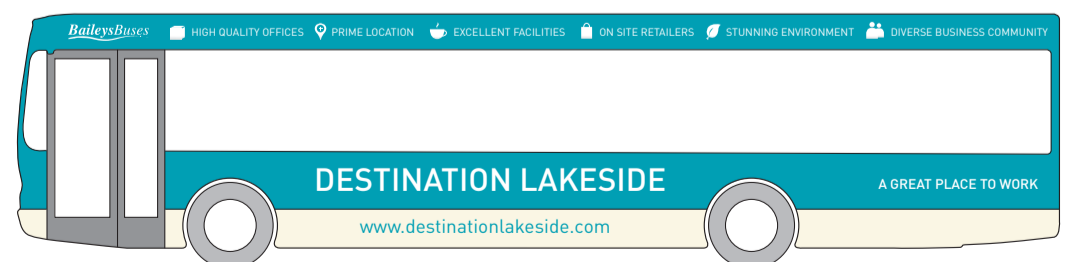 BaileysBuses HIGH QUALITY OFFICES PRIME LOCATION EXCELLENT FACILITIES ON SITE RETAILERS STUNNING ENVIRONMENT DIVERSE BUSINESS COMMUNITY
DESTINATION LAKESIDE
A GREAT PLACE TO WORK
www.destinationlakeside.com